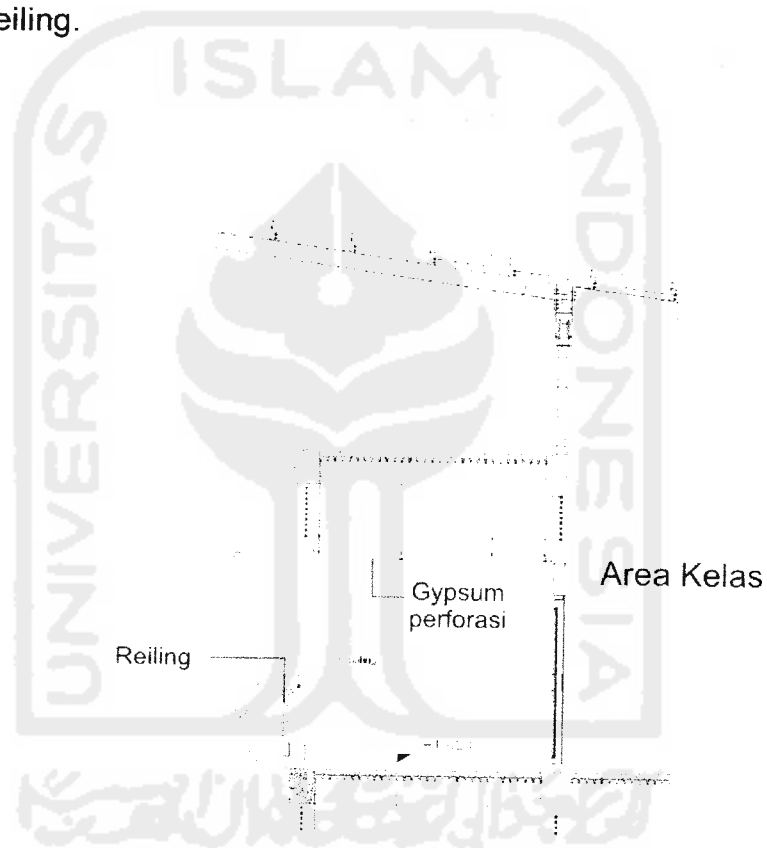 eiling.
ISLAM
UNIVERSITAS
INDONESIA
Area Kelas
Gypsum
perforasi
Reiling